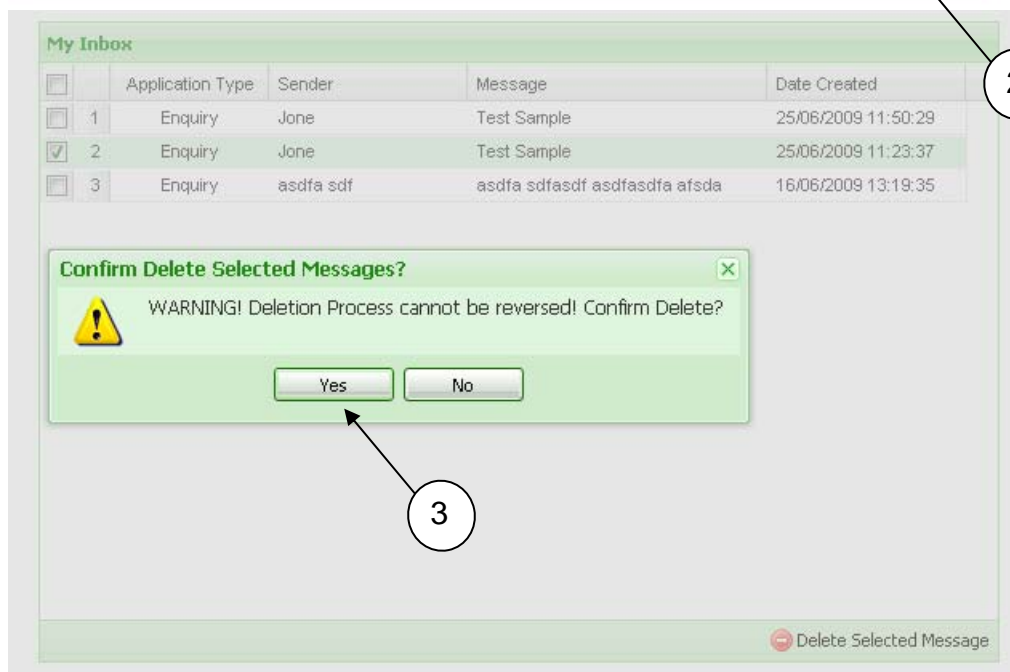 My Inbox
Application Type Sender Message Date Created
1 Enquiry Jone Test Sample 25/06/2009 11:50:29
2 Enquiry Jone Test Sample 25/06/2009 11:23:37
3 Enquiry asdfa sdf asdfa sdfasdf asdfasdfa afsda 16/06/2009 13:19:35
2
Confirm Delete Selected Messages?
WARNING! Deletion Process cannot be reversed! Confirm Delete?
Yes No
3
Delete Selected Message